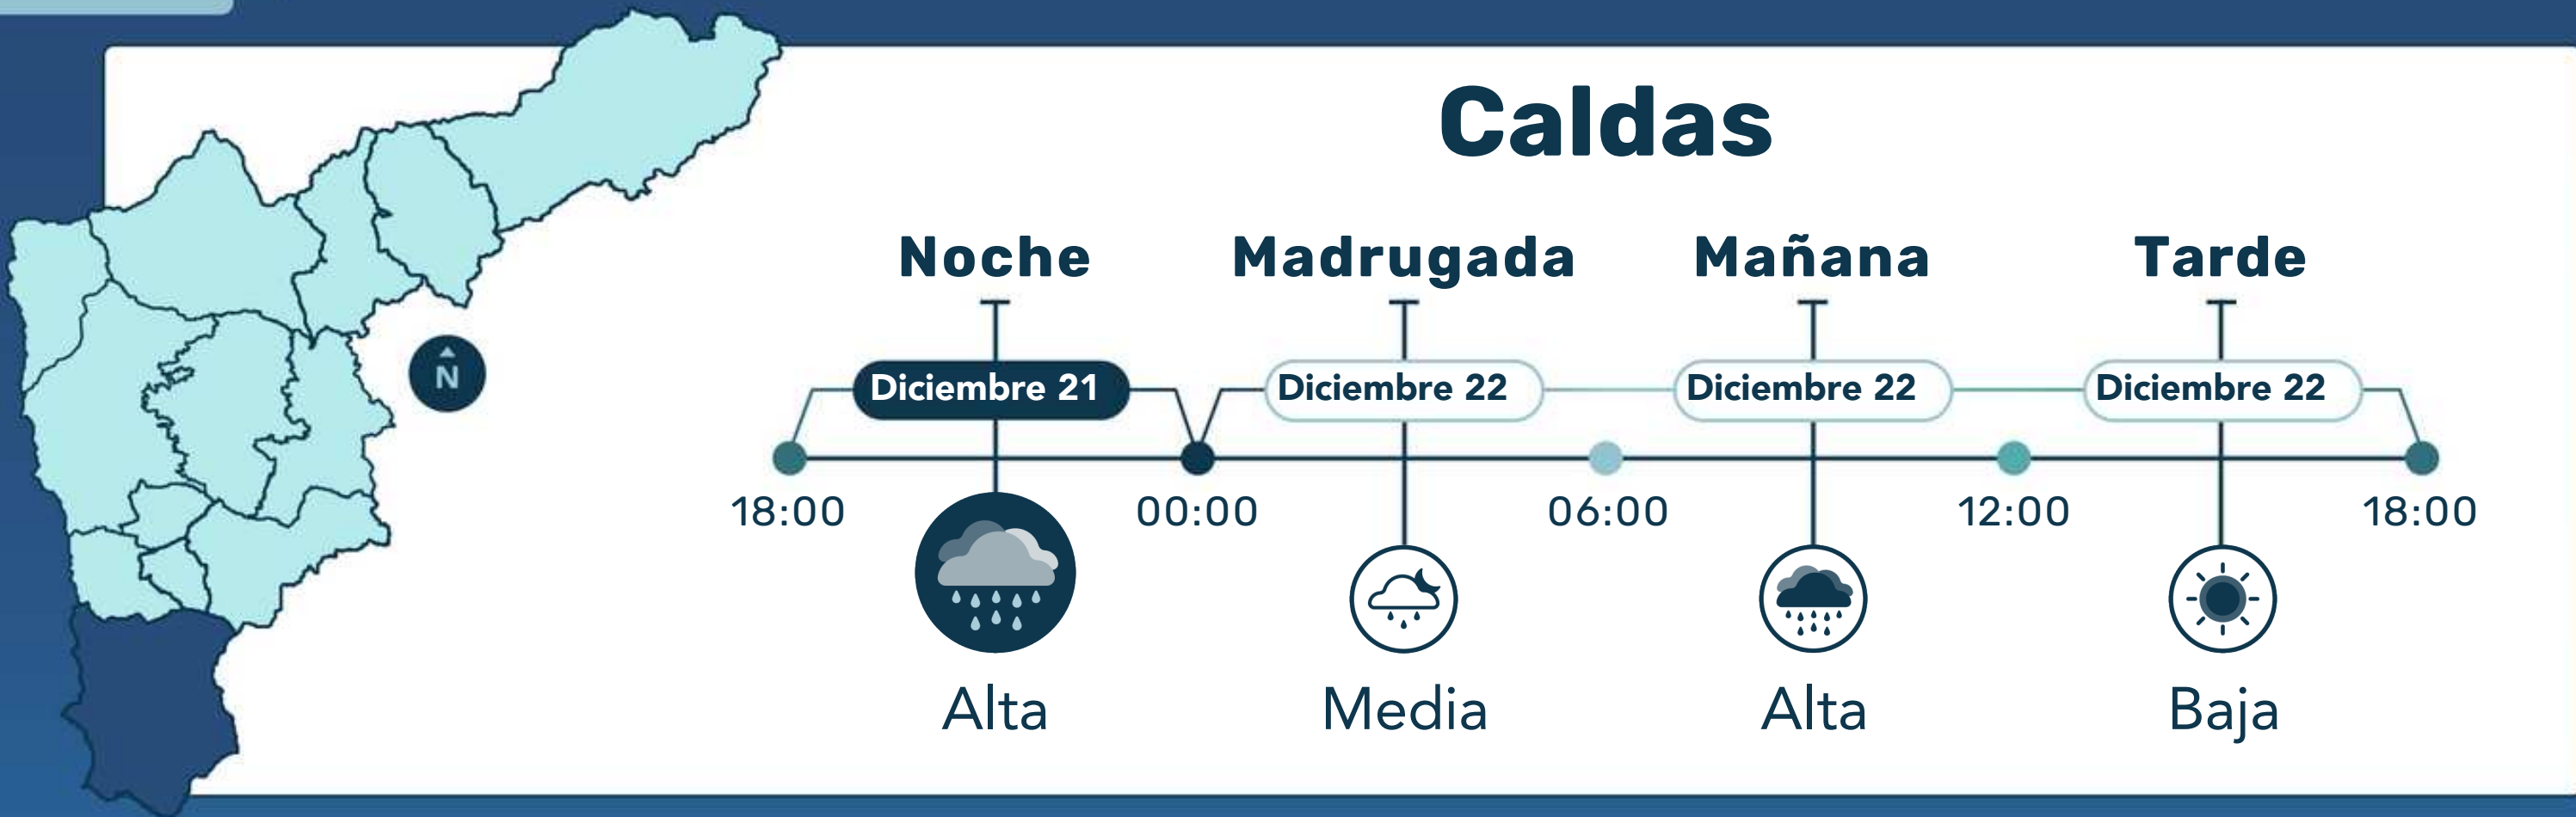 Caldas
Noche Madrugada Mañana Tarde
Diciembre 21 Diciembre 22 Diciembre 22 Diciembre 22
N
18:00 00:00 06:00 12:00 18:00
Alta Media Alta Baja